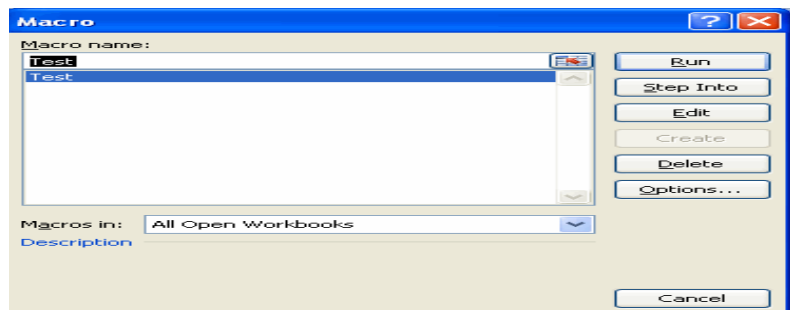 Macro
Macro name:
Test
Test
Run
Step Into
Edit
Create
Delete
Options...
Macros in: All Open Workbooks
Description
Cancel